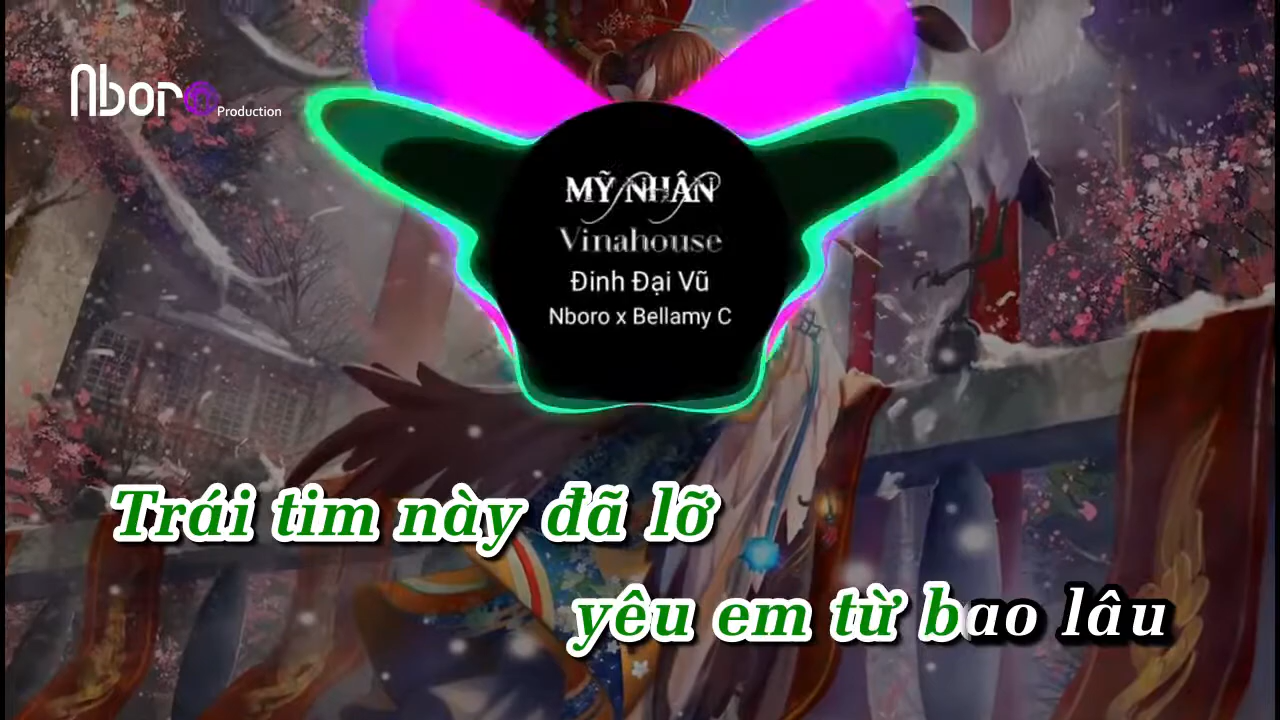 Nboro
Production
MỸ NHÂN
Vinahouse
Đinh Đại Vũ
Nboro x Bellamy C
Trái tim này đã lỡ
yêu em từ bao lâu